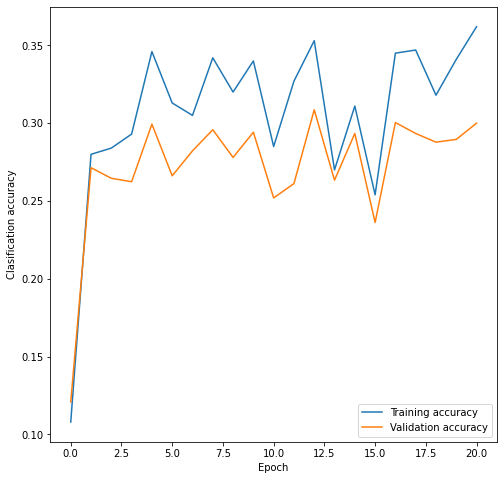 0.35
0.30
0.25
0.20
0.15
0.10
Clasification accuracy
0.0 2.5 5.0 7.5 10.0 12.5 15.0 17.5 20.0
Epoch
Training accuracy
Validation accuracy